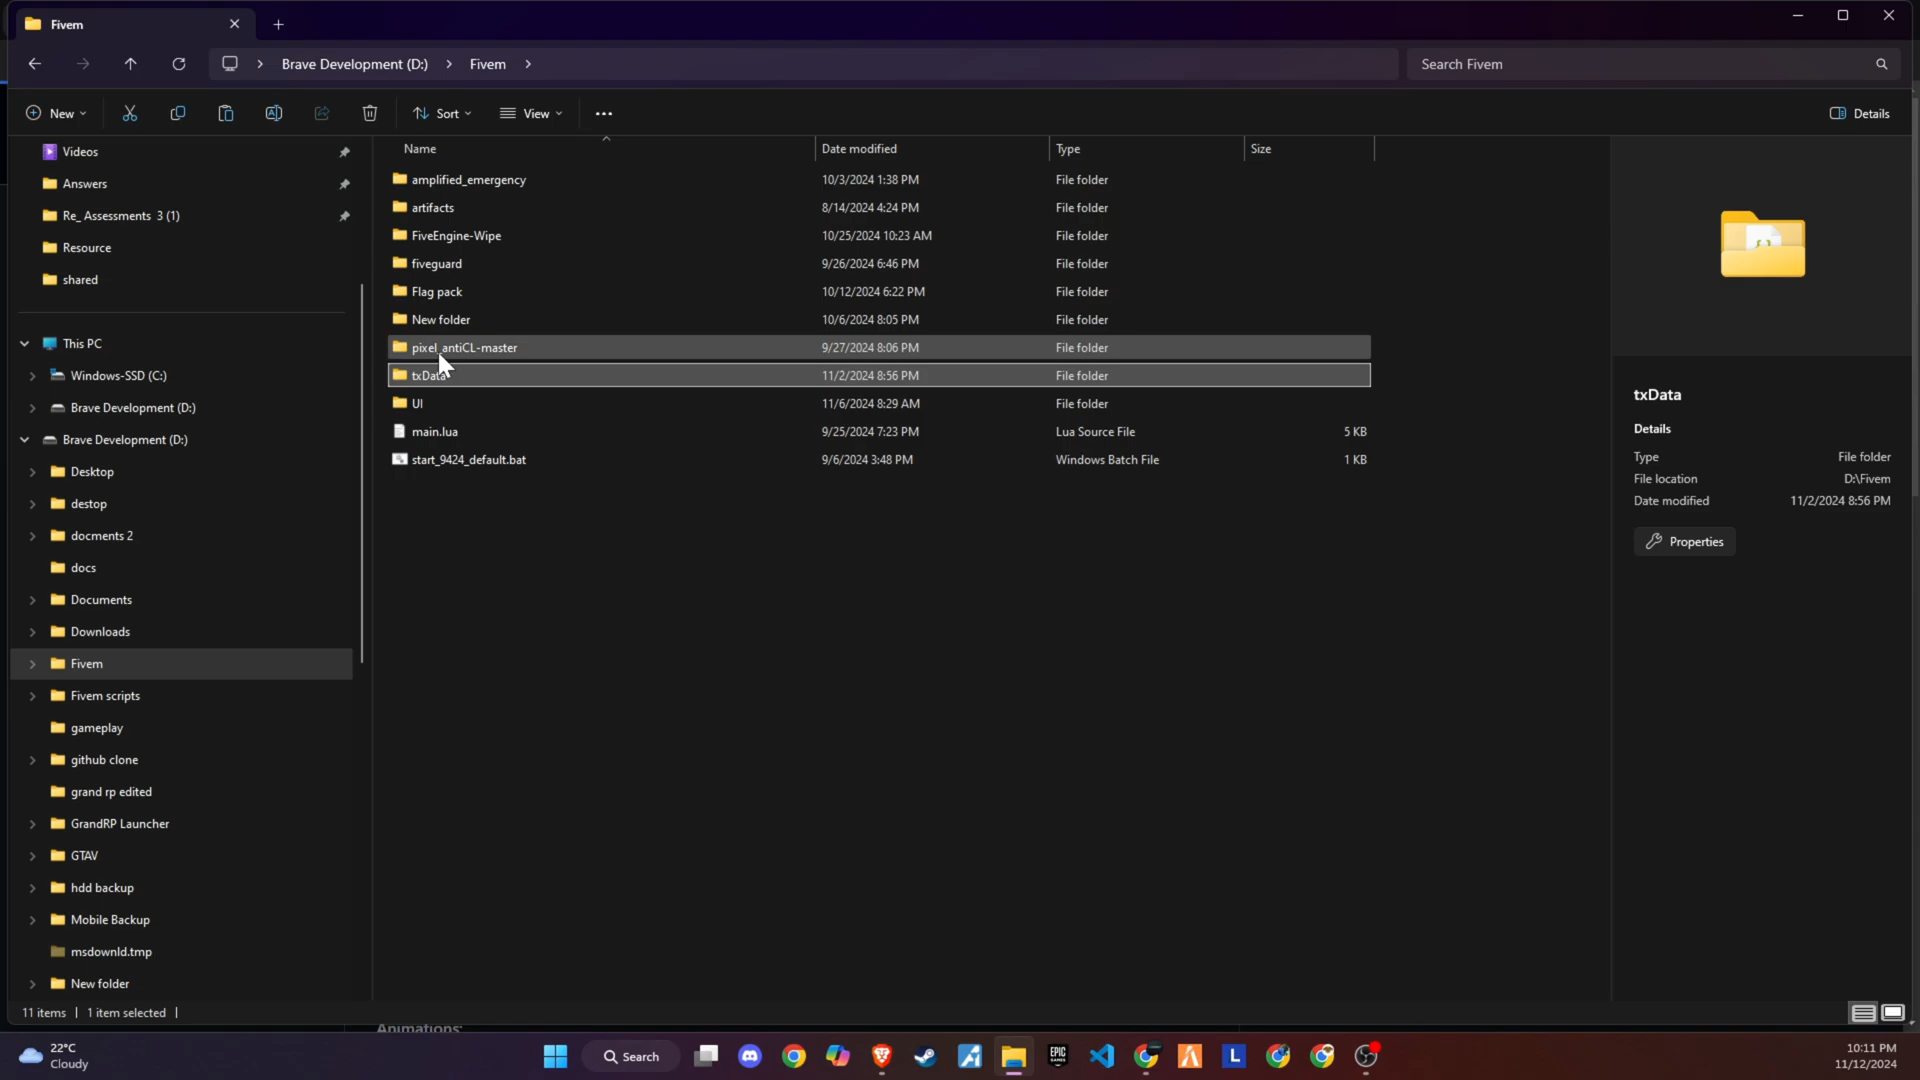 Fivem
Brave Development (D:)
Fivem
Search Fivem
New
Sort
View
Details
Videos
Answers
Re_ Assessments 3 (1)
Resource
shared
This PC
Windows-SSD (C:)
Brave Development (D:)
Brave Development (D:)
Desktop
destop
docments 2
docs
Documents
Downloads
Fivem
Fivem scripts
gameplay
github clone
grand rp edited
GrandRP Launcher
GTAV
hdd backup
Mobile Backup
msdownld.tmp
New folder
Name Date modified Type Size
amplified_emergency 10/3/2024 1:38 PM File folder
artifacts 8/14/2024 4:24 PM File folder
FiveEngine-Wipe 10/25/2024 10:23 AM File folder
fiveguard 9/26/2024 6:46 PM File folder
Flag pack 10/12/2024 6:22 PM File folder
New folder 10/6/2024 8:05 PM File folder
pixel_antiCL-master 9/27/2024 8:06 PM File folder
txData 11/2/2024 8:56 PM File folder
UI 11/6/2024 8:29 AM File folder
main.lua 9/25/2024 7:23 PM Lua Source File 5 KB
start_9424_default.bat 9/6/2024 3:48 PM Windows Batch File 1 KB
txData
Details
Type File folder
File location D:\Fivem
Date modified 11/2/2024 8:56 PM
Properties
11 items 1 item selected
Animations:
22°C
Cloudy
Search
EPIC
GAMES
L
10:11 PM
11/12/2024